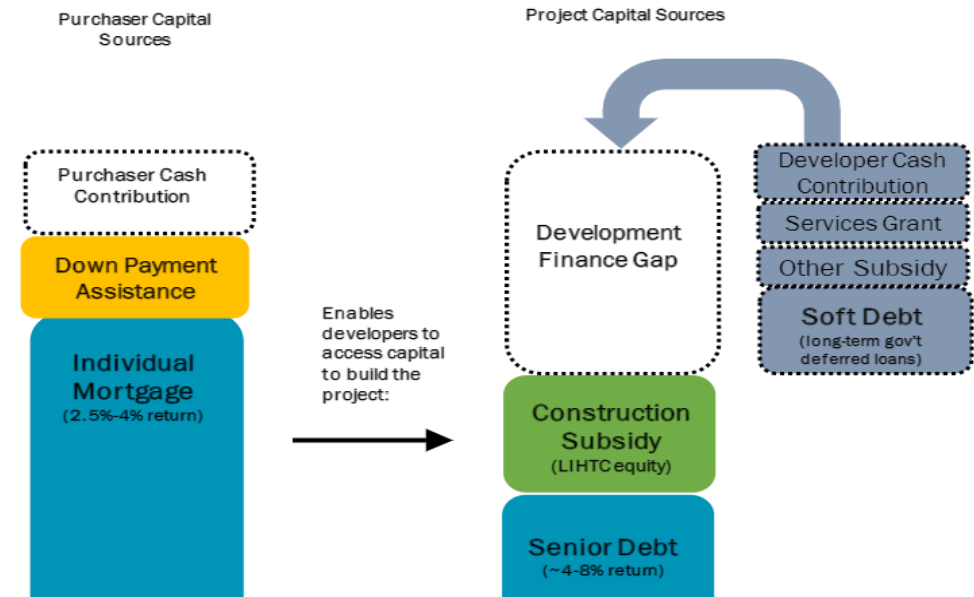 Purchaser Capital
Sources
Purchaser Cash
Contribution
Down Payment
Assistance
Individual
Mortgage
(2.5%-4% return)
Enables
developers to
access capital
to build the
project:
Project Capital Sources
Development
Finance Gap
Construction
Subsidy
(LIHTC equity)
Senior Debt
(~4-8% return)
Developer Cash
Contribution
Services Grant
Other Subsidy
Soft Debt
(long-term gov't
deferred loans)